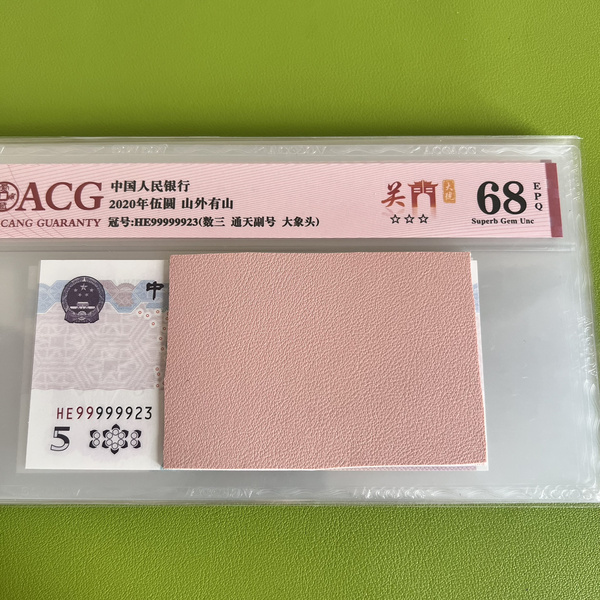 ACG
CANG GUARANTY
中国人民银行
2020年伍圆 山外有山
冠号:HE99999923(数三 通天副号 大象头)
关門
☆☆☆
68
EPQ
Superb Gem Unc
中
HE99999923
5